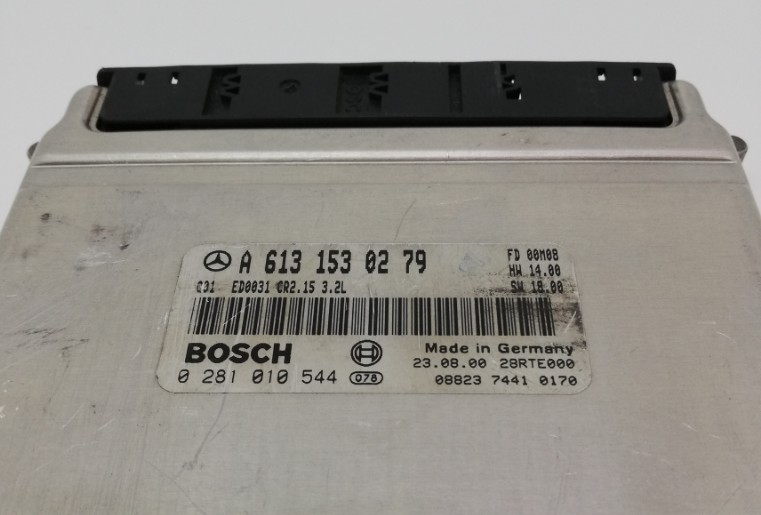 A 613 153 02 79
FD 00M08
HW 14.00
031 ED0031 CR2.15 3.2L
SW 18.00
BOSCH
Made in Germany
23.08.00 28RTE000
0 281 010 544 078
08823 7441 0170